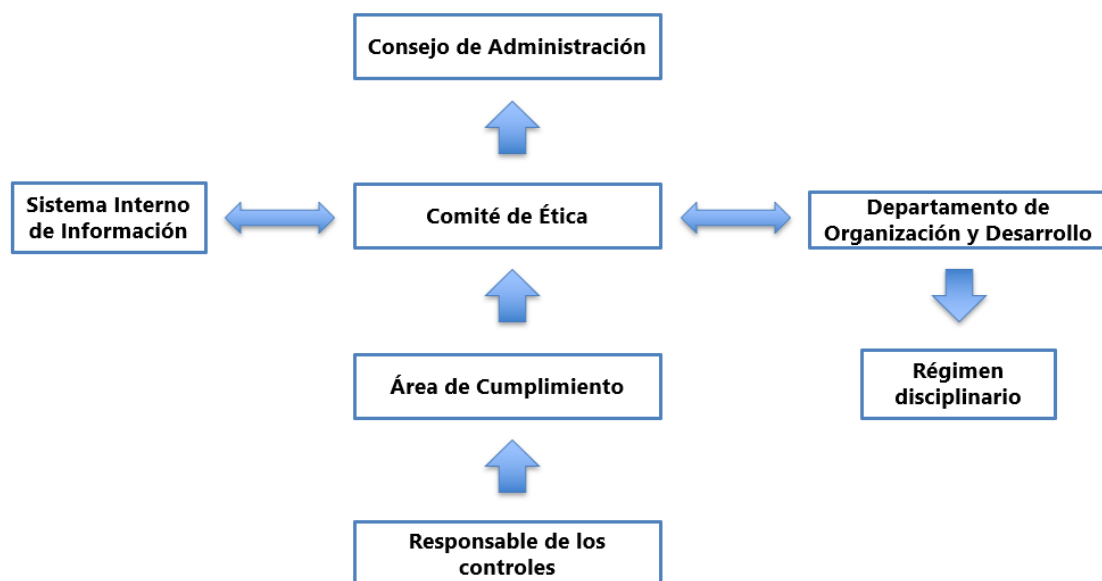 Consejo de Administración
Sistema Interno
de Información
Comité de Ética
Departamento de
Organización y Desarrollo
Área de Cumplimiento
Régimen
disciplinario
Responsable de los
controles